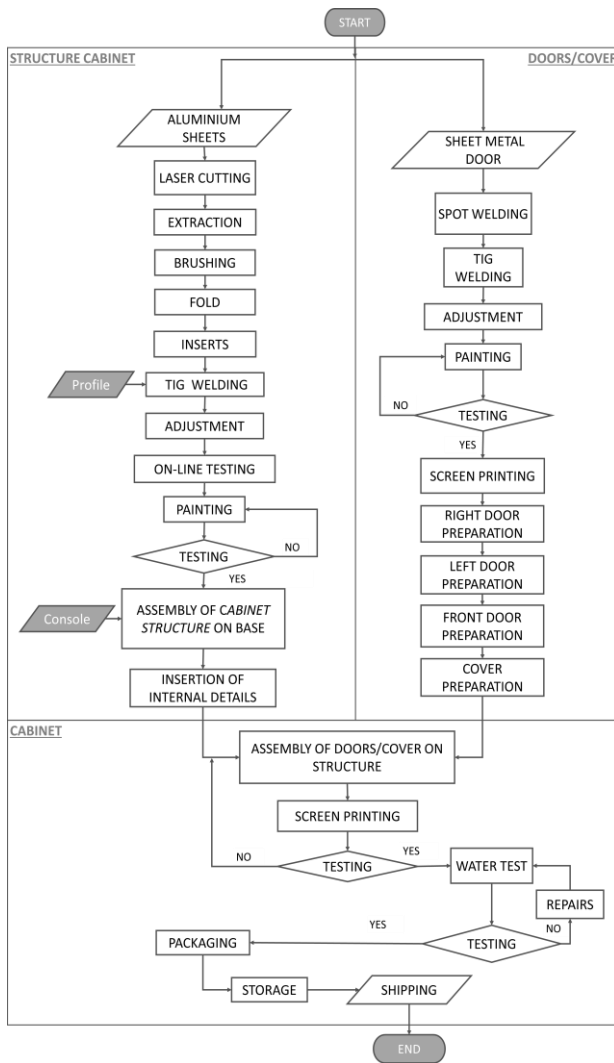 START
STRUCTURE CABINET
DOORS/COVER
ALUMINIUM
SHEETS
LASER CUTTING
EXTRACTION
BRUSHING
FOLD
INSERTS
Profile
TIG WELDING
ADJUSTMENT
ON-LINE TESTING
PAINTING
TESTING
NO
YES
Console
ASSEMBLY OF CABINET
STRUCTURE ON BASE
INSERTION OF
INTERNAL DETAILS
SHEET METAL
DOOR
SPOT WELDING
TIG
WELDING
ADJUSTMENT
PAINTING
NO
TESTING
YES
SCREEN PRINTING
RIGHT DOOR
PREPARATION
LEFT DOOR
PREPARATION
FRONT DOOR
PREPARATION
COVER
PREPARATION
CABINET
ASSEMBLY OF DOORS/COVER ON
STRUCTURE
SCREEN PRINTING
NO
TESTING
YES
WATER TEST
REPAIRS
YES
TESTING
NO
PACKAGING
STORAGE
SHIPPING
END